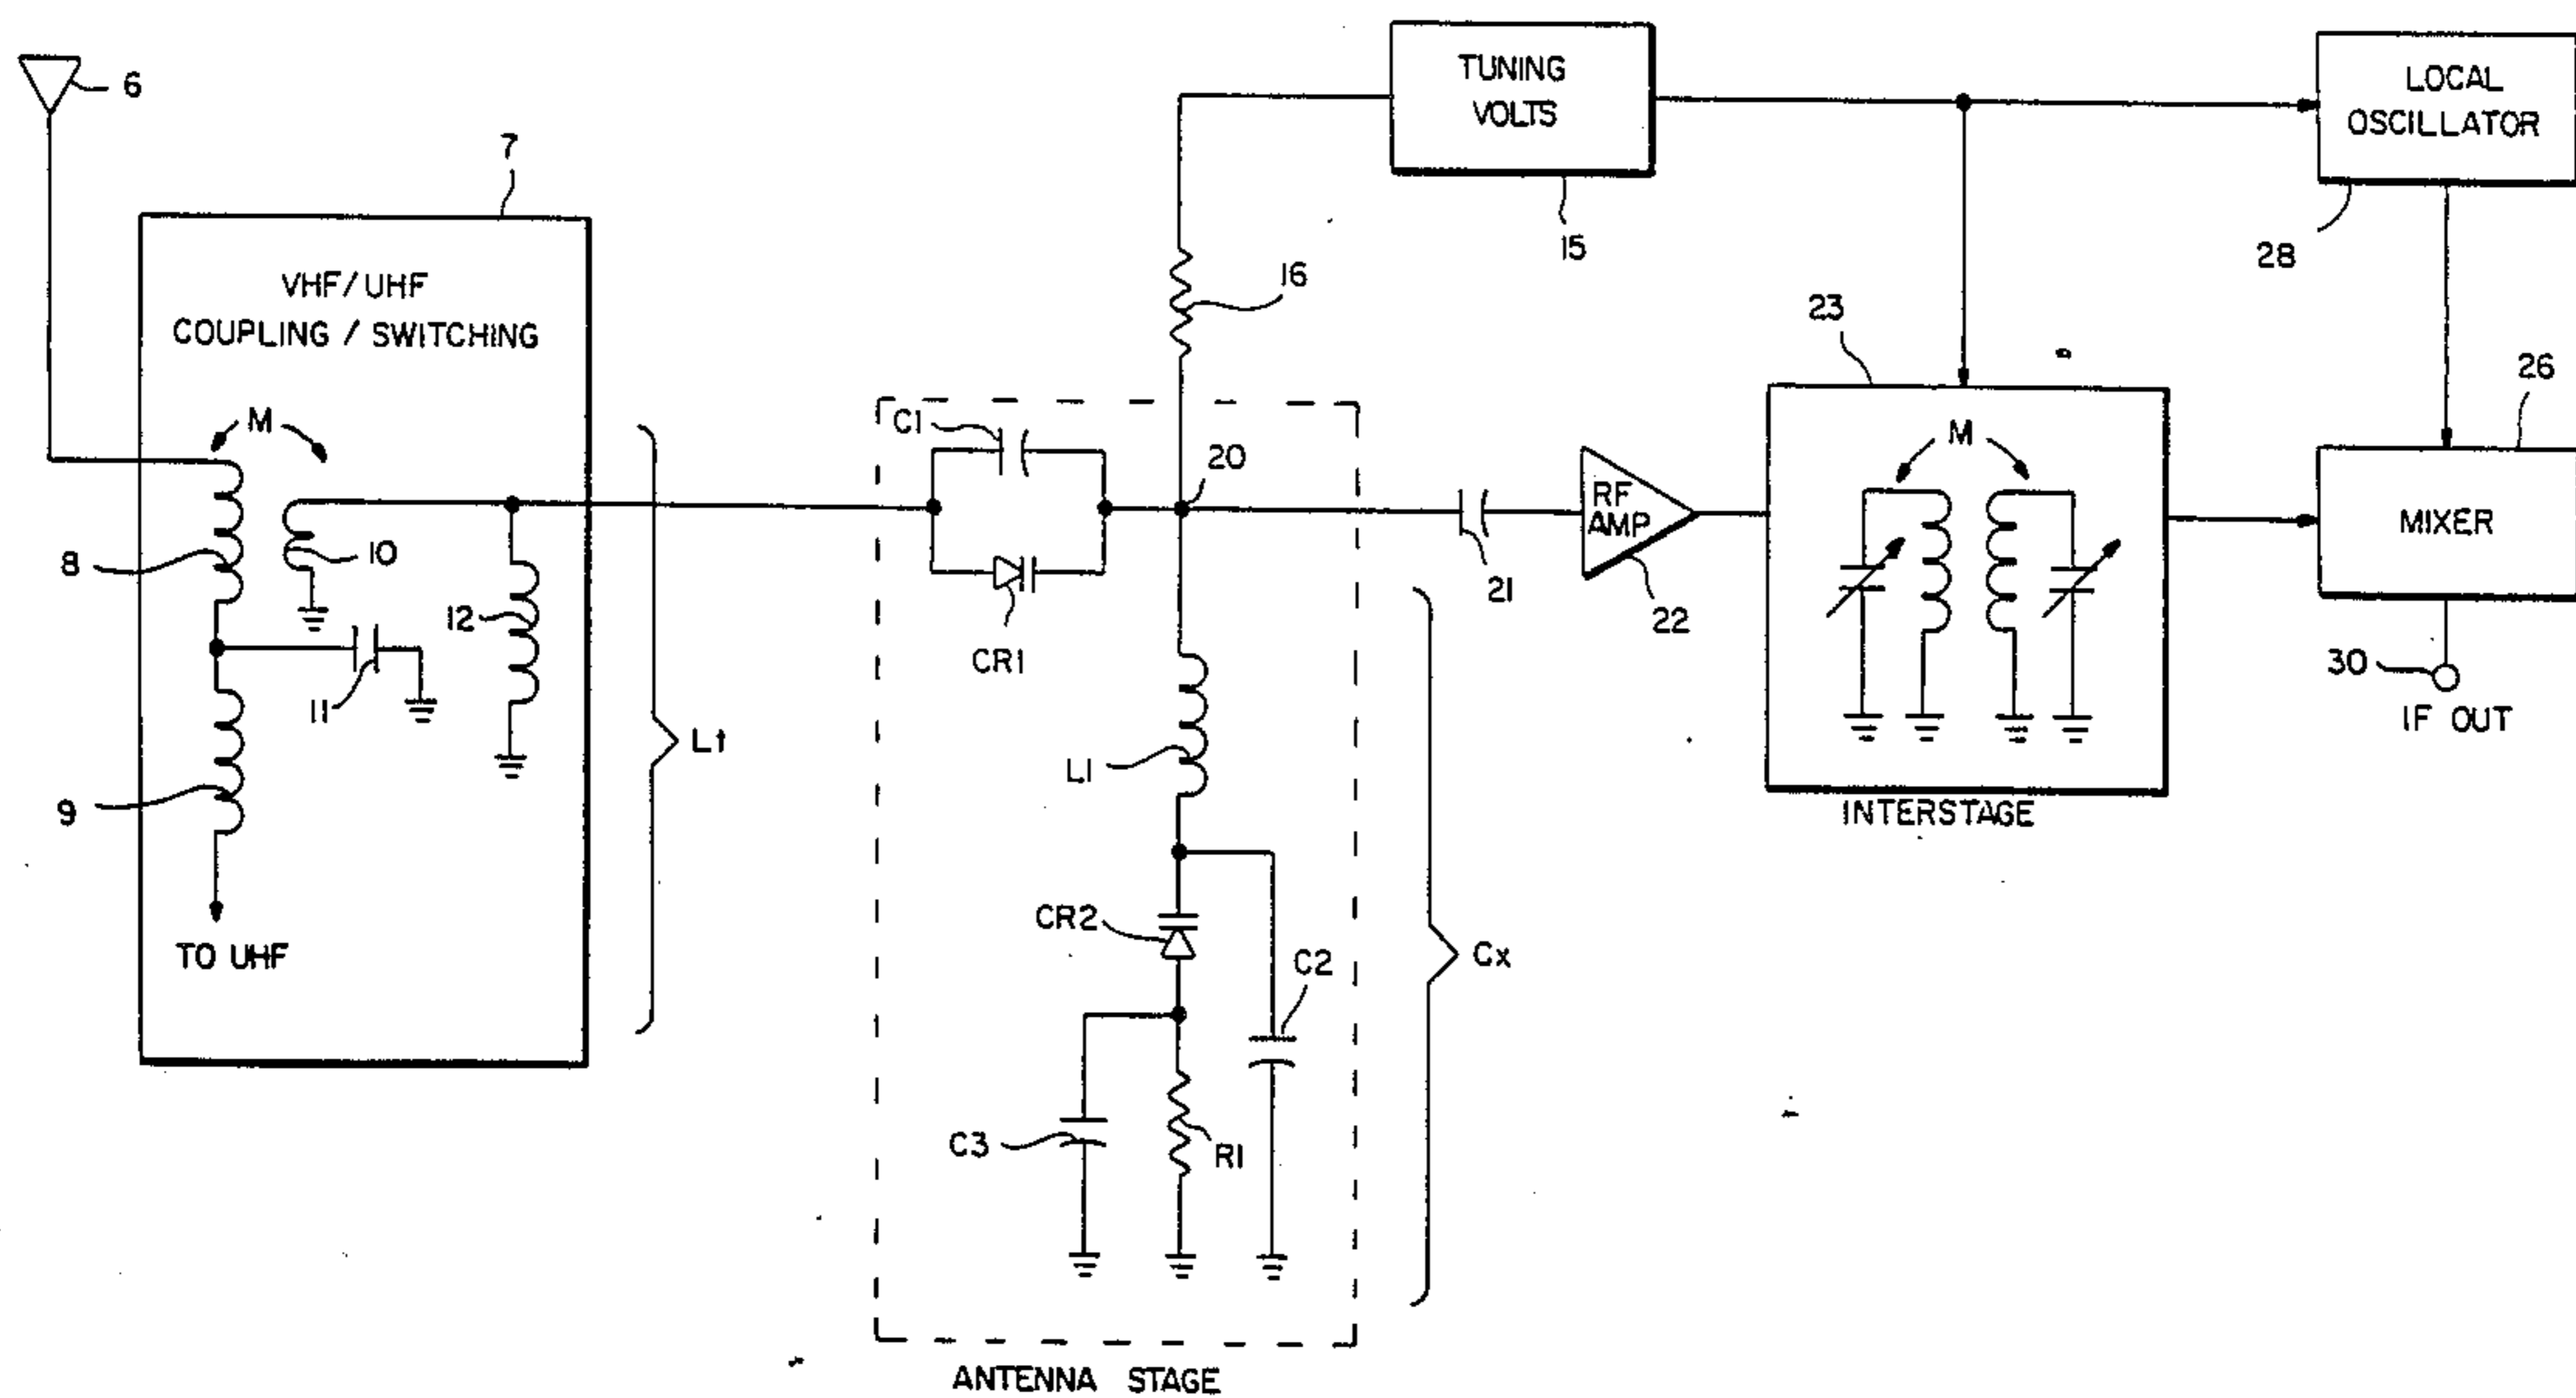 6
7
VHF/UHF
COUPLING / SWITCHING
M
8
10
12
11
9
TO UHF
Lt
TUNING
VOLTS
15
16
LOCAL
OSCILLATOR
28
C1
CR1
20
21
RF
AMP
22
23
M
INTERSTAGE
26
MIXER
30
IF OUT
L1
CR2
C2
C3
R1
Cx
ANTENNA STAGE